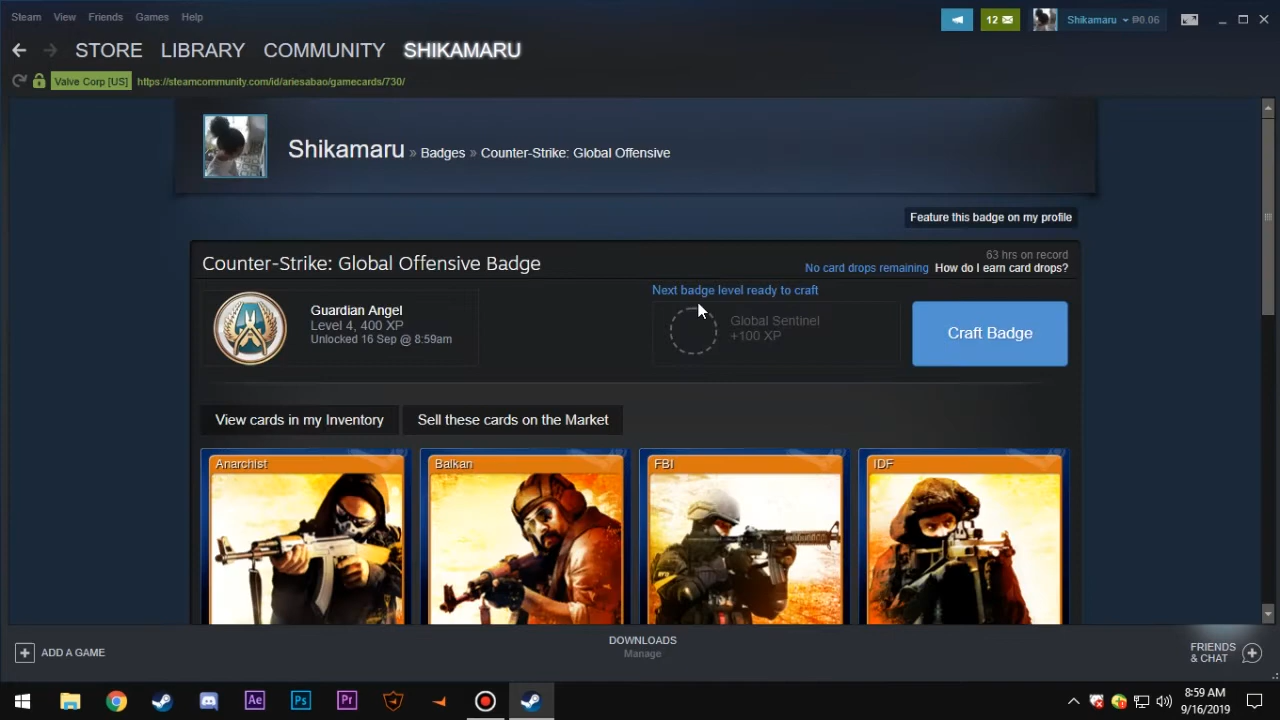 Steam View Friends Games Help
12
Shikamaru ₱0.06
STORE LIBRARY COMMUNITY SHIKAMARU
Valve Corp [US] https://steamcommunity.com/id/ariesabao/gamecards/730/
Shikamaru » Badges » Counter-Strike: Global Offensive
Feature this badge on my profile
Counter-Strike: Global Offensive Badge
63 hrs on record
No card drops remaining How do I earn card drops?
Guardian Angel
Level 4, 400 XP
Unlocked 16 Sep @ 8:59am
Next badge level ready to craft
Global Sentinel
+100 XP
Craft Badge
View cards in my Inventory Sell these cards on the Market
Anarchist Balkan FBI IDF
ADD A GAME
DOWNLOADS
Manage
FRIENDS
& CHAT
Ae Ps Pr
8:59 AM
9/16/2019